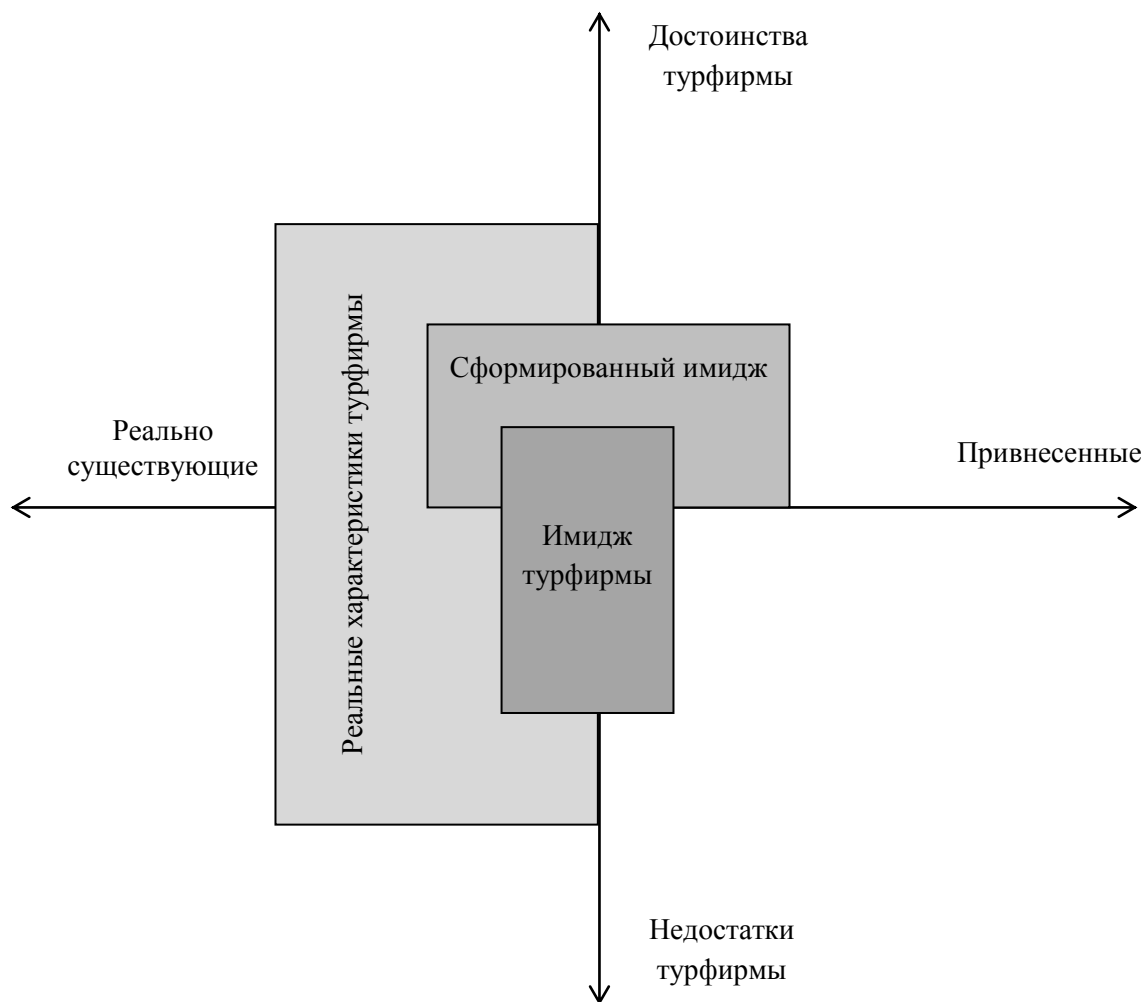 Достоинства
турфирмы
Реальные характеристики турфирмы
Сформированный имидж
Реально
существующие
Привнесенные
Имидж
турфирмы
Недостатки
турфирмы